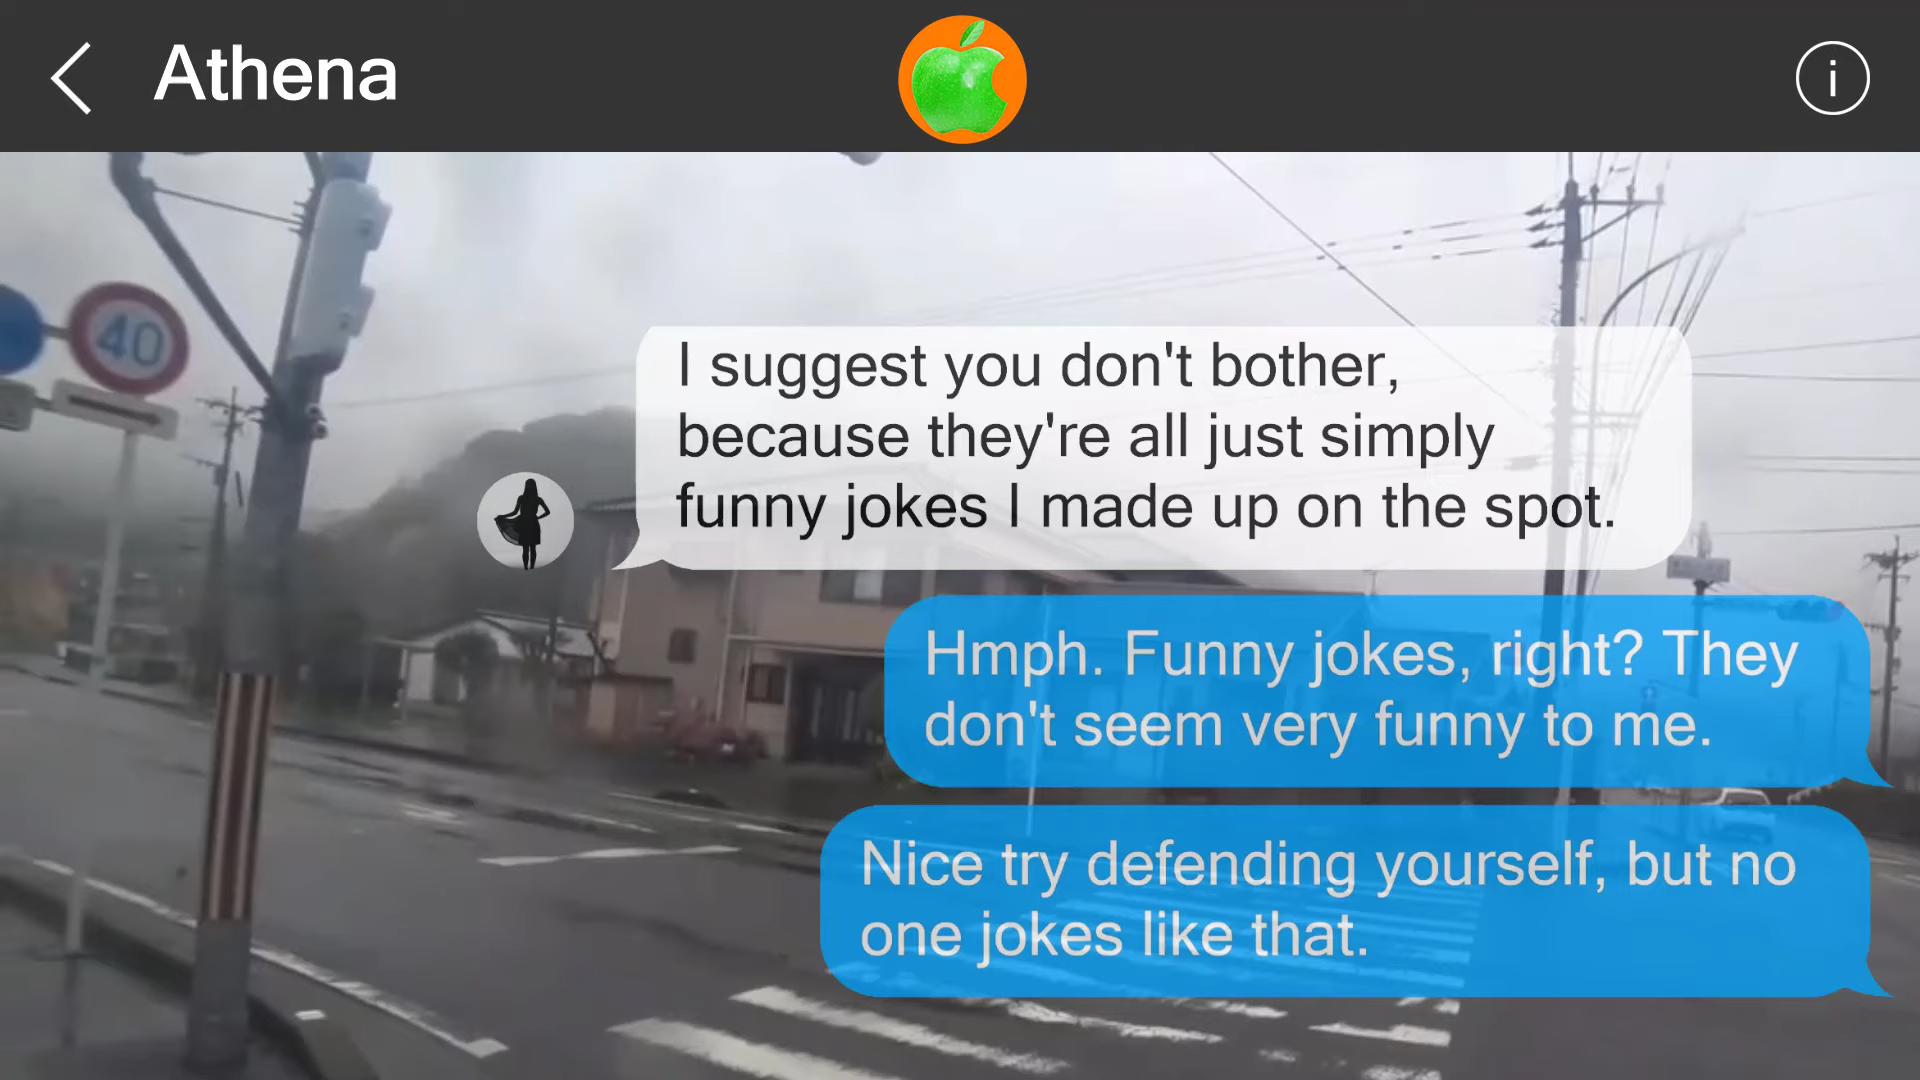 Athena
i
40
I suggest you don't bother,
because they're all just simply
funny jokes I made up on the spot.
Hmph. Funny jokes, right? They
don't seem very funny to me.
Nice try defending yourself, but no
one jokes like that.